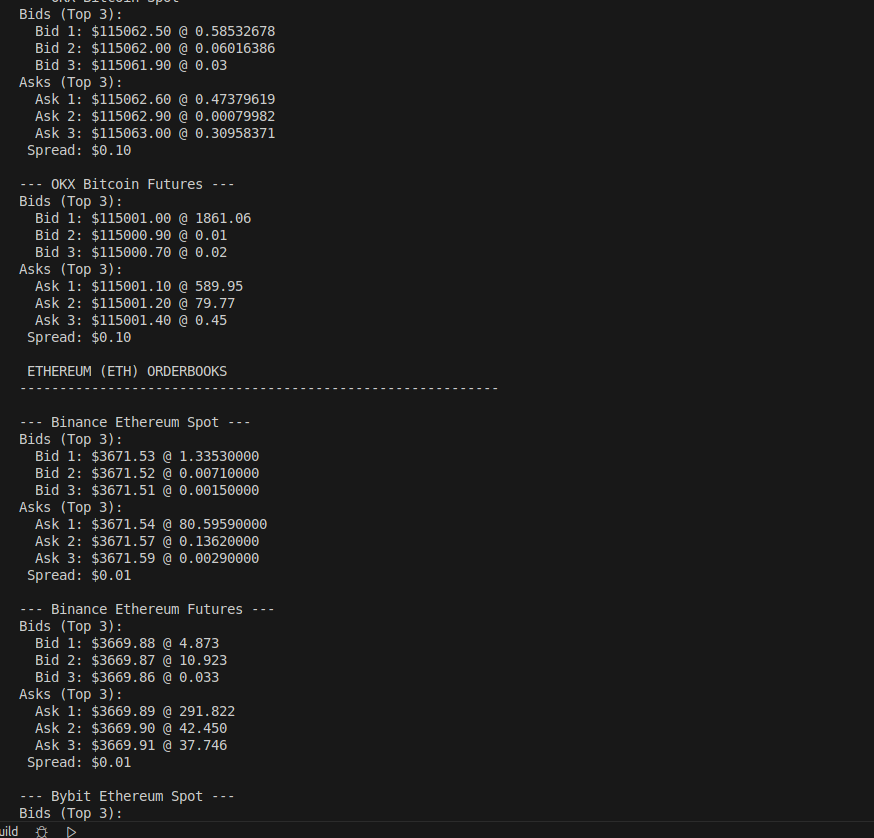 --- OKX Bitcoin Spot ---
Bids (Top 3):
Bid 1: $115062.50 @ 0.58532678
Bid 2: $115062.00 @ 0.06016386
Bid 3: $115061.90 @ 0.03
Asks (Top 3):
Ask 1: $115062.60 @ 0.47379619
Ask 2: $115062.90 @ 0.00079982
Ask 3: $115063.00 @ 0.30958371
Spread: $0.10
--- OKX Bitcoin Futures ---
Bids (Top 3):
Bid 1: $115001.00 @ 1861.06
Bid 2: $115000.90 @ 0.01
Bid 3: $115000.70 @ 0.02
Asks (Top 3):
Ask 1: $115001.10 @ 589.95
Ask 2: $115001.20 @ 79.77
Ask 3: $115001.40 @ 0.45
Spread: $0.10
ETHEREUM (ETH) ORDERBOOKS
------------------------------------------------------------
--- Binance Ethereum Spot ---
Bids (Top 3):
Bid 1: $3671.53 @ 1.33530000
Bid 2: $3671.52 @ 0.00710000
Bid 3: $3671.51 @ 0.00150000
Asks (Top 3):
Ask 1: $3671.54 @ 80.59590000
Ask 2: $3671.57 @ 0.13620000
Ask 3: $3671.59 @ 0.00290000
Spread: $0.01
--- Binance Ethereum Futures ---
Bids (Top 3):
Bid 1: $3669.88 @ 4.873
Bid 2: $3669.87 @ 10.923
Bid 3: $3669.86 @ 0.033
Asks (Top 3):
Ask 1: $3669.89 @ 291.822
Ask 2: $3669.90 @ 42.450
Ask 3: $3669.91 @ 37.746
Spread: $0.01
--- Bybit Ethereum Spot ---
Bids (Top 3):
uild